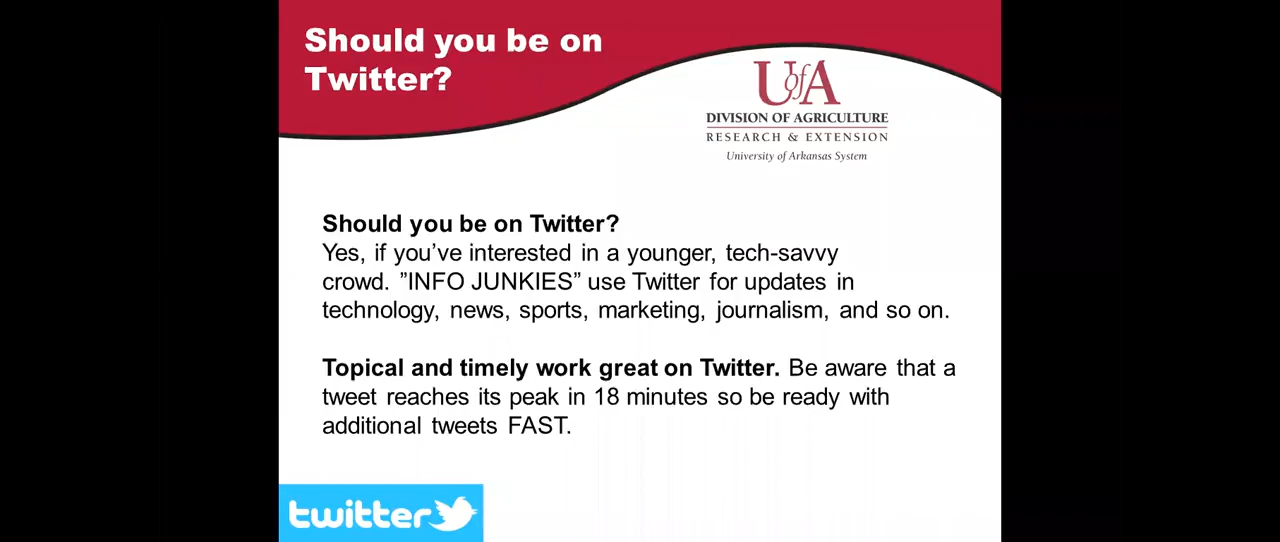 Should you be on
Twitter?
UofA
DIVISION OF AGRICULTURE
RESEARCH & EXTENSION
University of Arkansas System
Should you be on Twitter?
Yes, if you’ve interested in a younger, tech-savvy
crowd. ”INFO JUNKIES” use Twitter for updates in
technology, news, sports, marketing, journalism, and so on.
Topical and timely work great on Twitter. Be aware that a
tweet reaches its peak in 18 minutes so be ready with
additional tweets FAST.
twitter